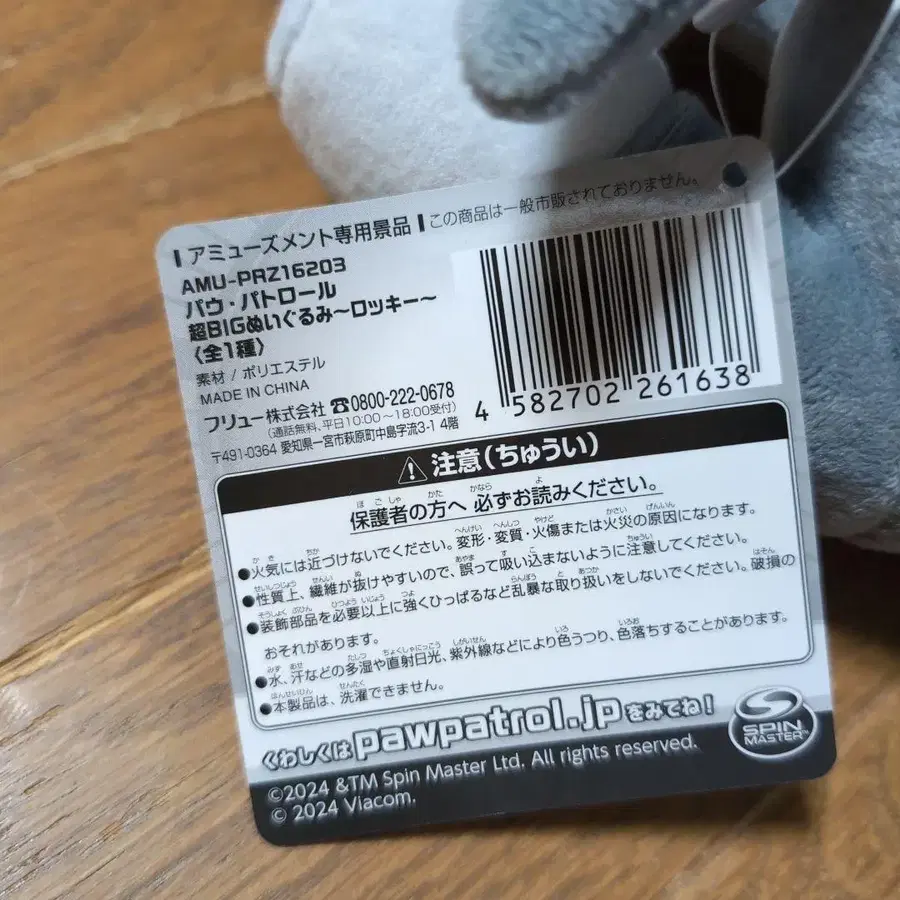 アミューズメント専用景品 この商品は一般市販されておりません。
AMU-PRZ16203
パウ・パトロール
超BIGぬいぐるみ～ロッキー～
〈全1種〉
素材 / ポリエステル
MADE IN CHINA
フリュー株式会社 ☎0800-222-0678
(通話無料、平日10:00～18:00受付)
〒491-0364 愛知県一宮市萩原町中島字流3-1 4階
4 582702 261638
⚠ 注意(ちゅうい)
保護者の方へ 必ずお読みください。
●火気には近づけないでください。変形・変質・火傷または火災の原因になります。
●性質上、繊維が抜けやすいので、誤って吸い込まないように注意してください。
●装飾部品を必要以上に強くひっぱるなど乱暴な取り扱いをしないでください。破損の
おそれがあります。
●水、汗などの多湿や直射日光、紫外線などにより色うつり、色落ちすることがあります。
●本製品は、洗濯できません。
くわしくは pawpatrol.jp をみてね!
SPIN
MASTER™
©2024 &TM Spin Master Ltd. All rights reserved.
© 2024 Viacom.